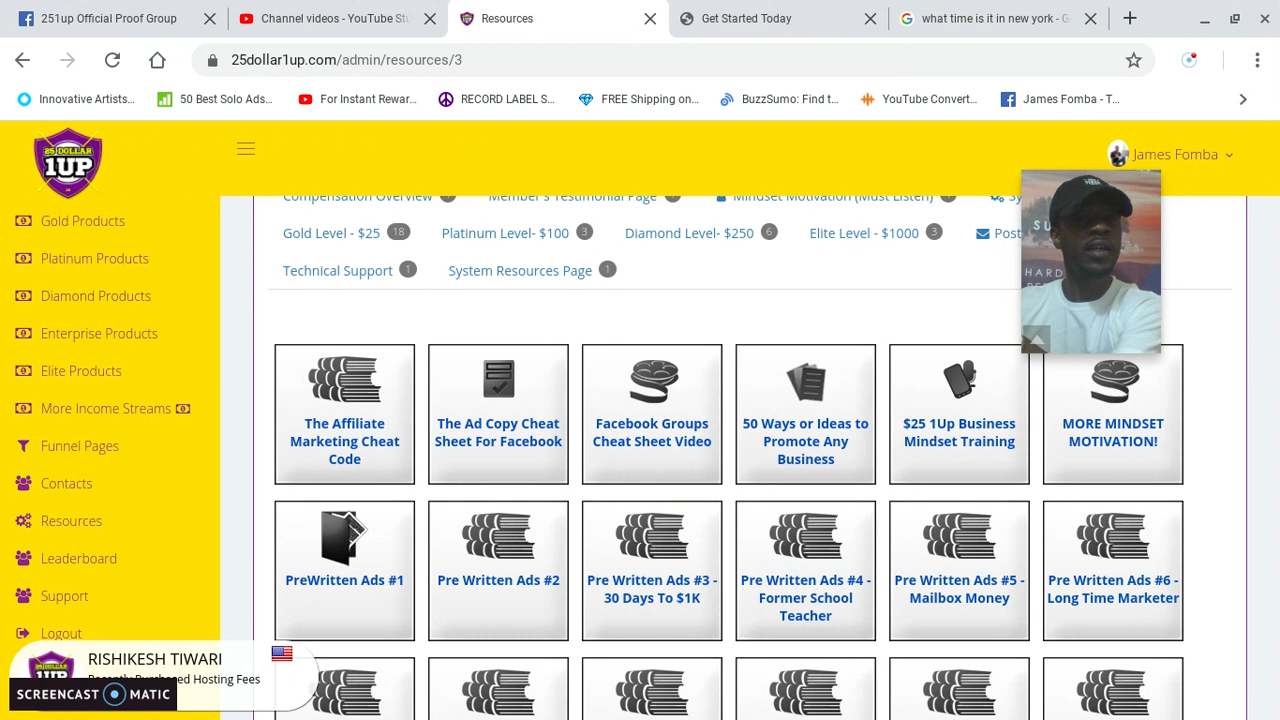 251up Official Proof Group
Channel videos - YouTube Stu
Resources
Get Started Today
what time is it in new york - G
25dollar1up.com/admin/resources/3
Innovative Artists...
50 Best Solo Ads...
For Instant Rewar...
RECORD LABEL S...
FREE Shipping on...
BuzzSumo: Find t...
YouTube Convert...
James Fomba - T...
25 DOLLAR
1UP
James Fomba
Gold Products
Platinum Products
Diamond Products
Enterprise Products
Elite Products
More Income Streams
Funnel Pages
Contacts
Resources
Leaderboard
Support
Logout
Compensation Overview
Member's Testimonial Page
Mindset Motivation (Must Listen)
Sy
Gold Level - $25 18
Platinum Level- $100 3
Diamond Level- $250 6
Elite Level - $1000 3
Post
Technical Support 1
System Resources Page 1
SU
HARD
The Affiliate
Marketing Cheat
Code
The Ad Copy Cheat
Sheet For Facebook
Facebook Groups
Cheat Sheet Video
50 Ways or Ideas to
Promote Any
Business
$25 1Up Business
Mindset Training
MORE MINDSET
MOTIVATION!
PreWritten Ads #1
Pre Written Ads #2
Pre Written Ads #3 -
30 Days To $1K
Pre Written Ads #4 -
Former School
Teacher
Pre Written Ads #5 -
Mailbox Money
Pre Written Ads #6 -
Long Time Marketer
RISHIKESH TIWARI
Recently Purchased Hosting Fees
SCREENCAST MATIC